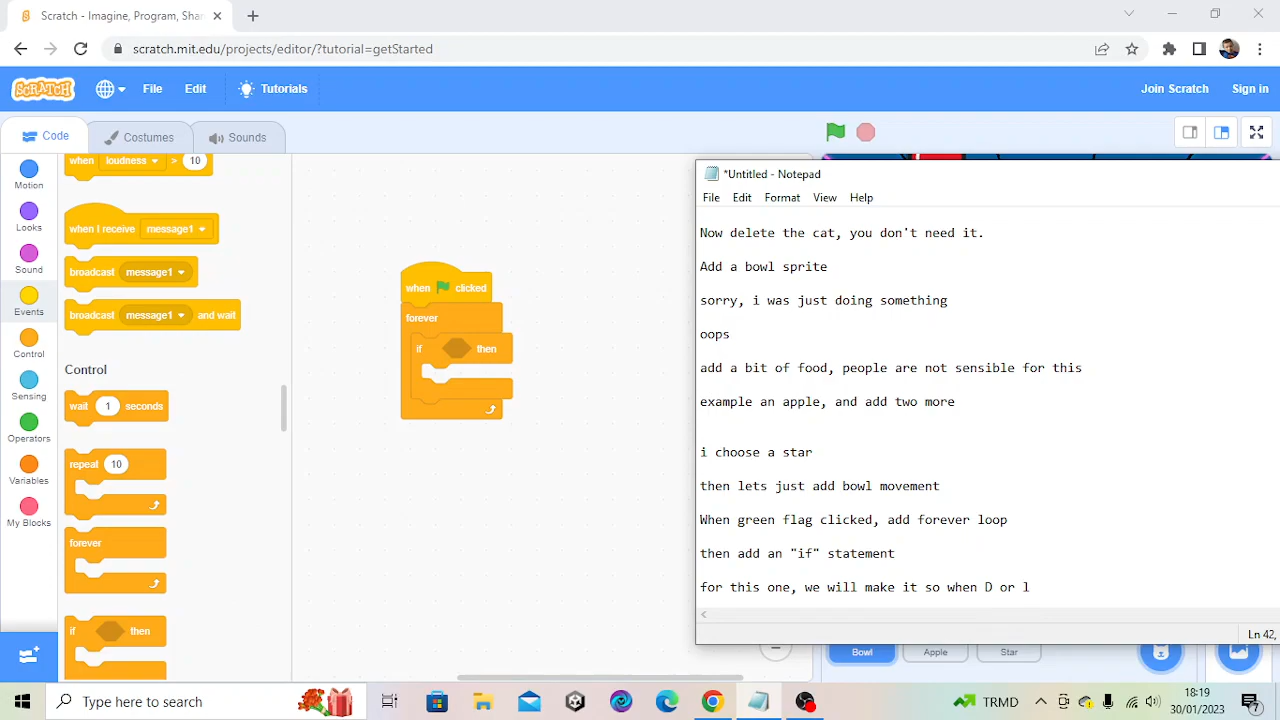 Scratch - Imagine, Program, Shar
scratch.mit.edu/projects/editor/?tutorial=getStarted
SCRATCH
File
Edit
Tutorials
Join Scratch
Sign in
Code
Costumes
Sounds
Motion
Looks
Sound
Events
Control
Sensing
Operators
Variables
My Blocks
when loudness > 10
when I receive message1
broadcast message1
broadcast message1 and wait
Control
wait 1 seconds
repeat 10
forever
if then
when clicked
forever
if then
*Untitled - Notepad
File Edit Format View Help
Now delete the cat, you don't need it.
Add a bowl sprite
sorry, i was just doing something
oops
add a bit of food, people are not sensible for this
example an apple, and add two more
i choose a star
then lets just add bowl movement
When green flag clicked, add forever loop
then add an "if" statement
for this one, we will make it so when D or l
Ln 42,
Bowl
Apple
Star
Type here to search
TRMD
18:19
30/01/2023
7